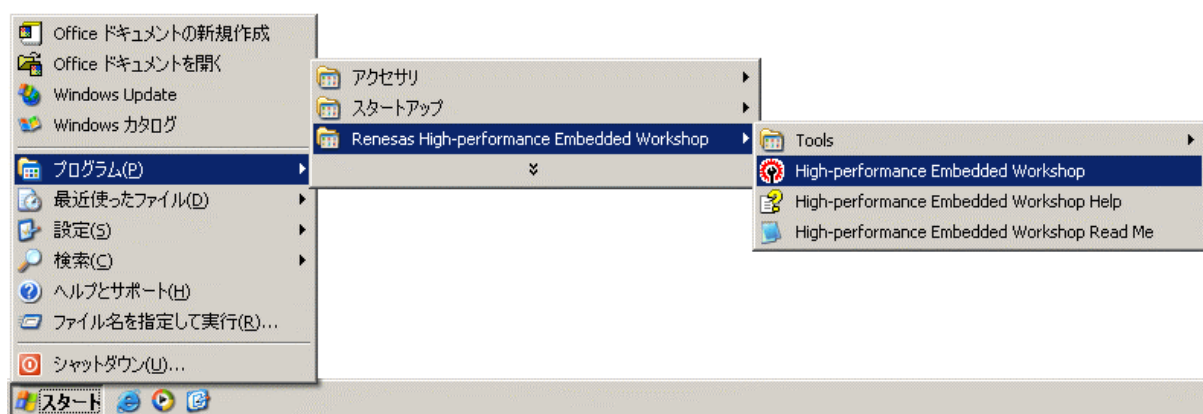 Office ドキュメントの新規作成
Office ドキュメントを開く
Windows Update
Windows カタログ
プログラム(P)
最近使ったファイル(D)
設定(S)
検索(C)
ヘルプとサポート(H)
ファイル名を指定して実行(R)...
シャットダウン(U)...
スタート
アクセサリ
スタートアップ
Renesas High-performance Embedded Workshop
Tools
High-performance Embedded Workshop
High-performance Embedded Workshop Help
High-performance Embedded Workshop Read Me